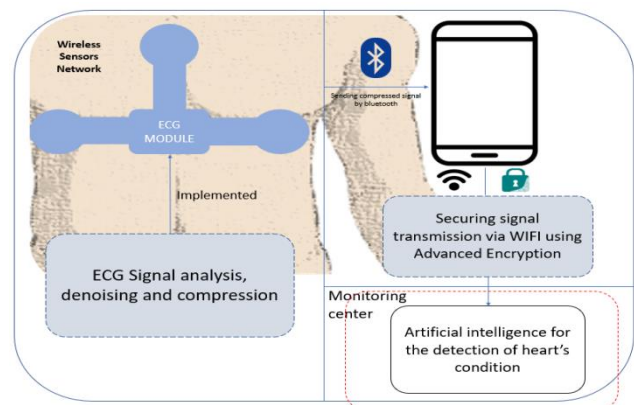 Wireless
Sensors
Network
ECG
MODULE
Implemented
ECG Signal analysis,
denoising and compression
Sending compressed signal
by bluetooth
Securing signal
transmission via WIFI using
Advanced Encryption
Monitoring
center
Artificial intelligence for
the detection of heart's
condition